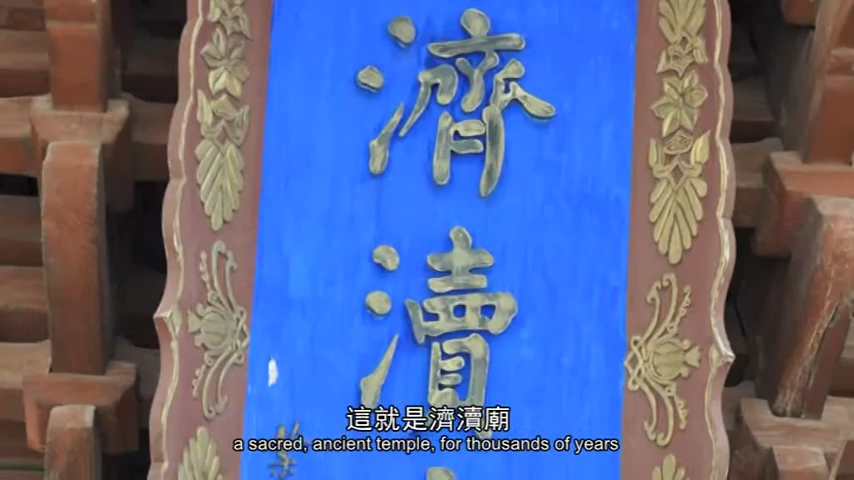 濟
瀆
這就是濟瀆廟
a sacred, ancient temple, for thousands of years